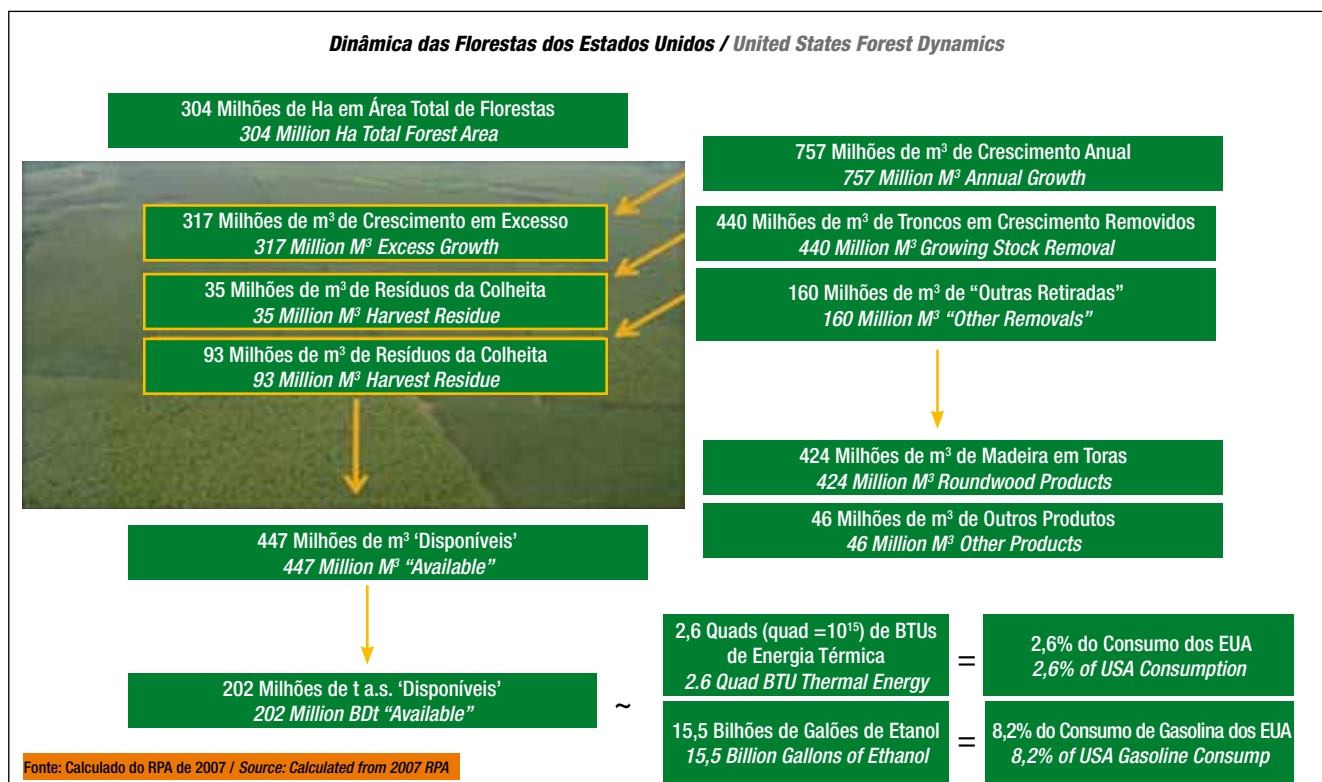 Dinâmica das Florestas dos Estados Unidos / United States Forest Dynamics
304 Milhões de Ha em Área Total de Florestas
304 Million Ha Total Forest Area
757 Milhões de m³ de Crescimento Anual
757 Million M³ Annual Growth
317 Milhões de m³ de Crescimento em Excesso
317 Million M³ Excess Growth
440 Milhões de m³ de Troncos em Crescimento Removidos
440 Million M³ Growing Stock Removal
35 Milhões de m³ de Resíduos da Colheita
35 Million M³ Harvest Residue
160 Milhões de m³ de “Outras Retiradas”
160 Million M³ “Other Removals”
93 Milhões de m³ de Resíduos da Colheita
93 Million M³ Harvest Residue
424 Milhões de m³ de Madeira em Toras
424 Million M³ Roundwood Products
46 Milhões de m³ de Outros Produtos
46 Million M³ Other Products
447 Milhões de m³ ‘Disponíveis’
447 Million M³ “Available”
202 Milhões de t a.s. ‘Disponíveis’
202 Million BDt “Available”
~
2,6 Quads (quad =10¹⁵) de BTUs
de Energia Térmica
2.6 Quad BTU Thermal Energy
=
2,6% do Consumo dos EUA
2,6% of USA Consumption
15,5 Bilhões de Galões de Etanol
15,5 Billion Gallons of Ethanol
=
8,2% do Consumo de Gasolina dos EUA
8,2% of USA Gasoline Consump
Fonte: Calculado do RPA de 2007 / Source: Calculated from 2007 RPA